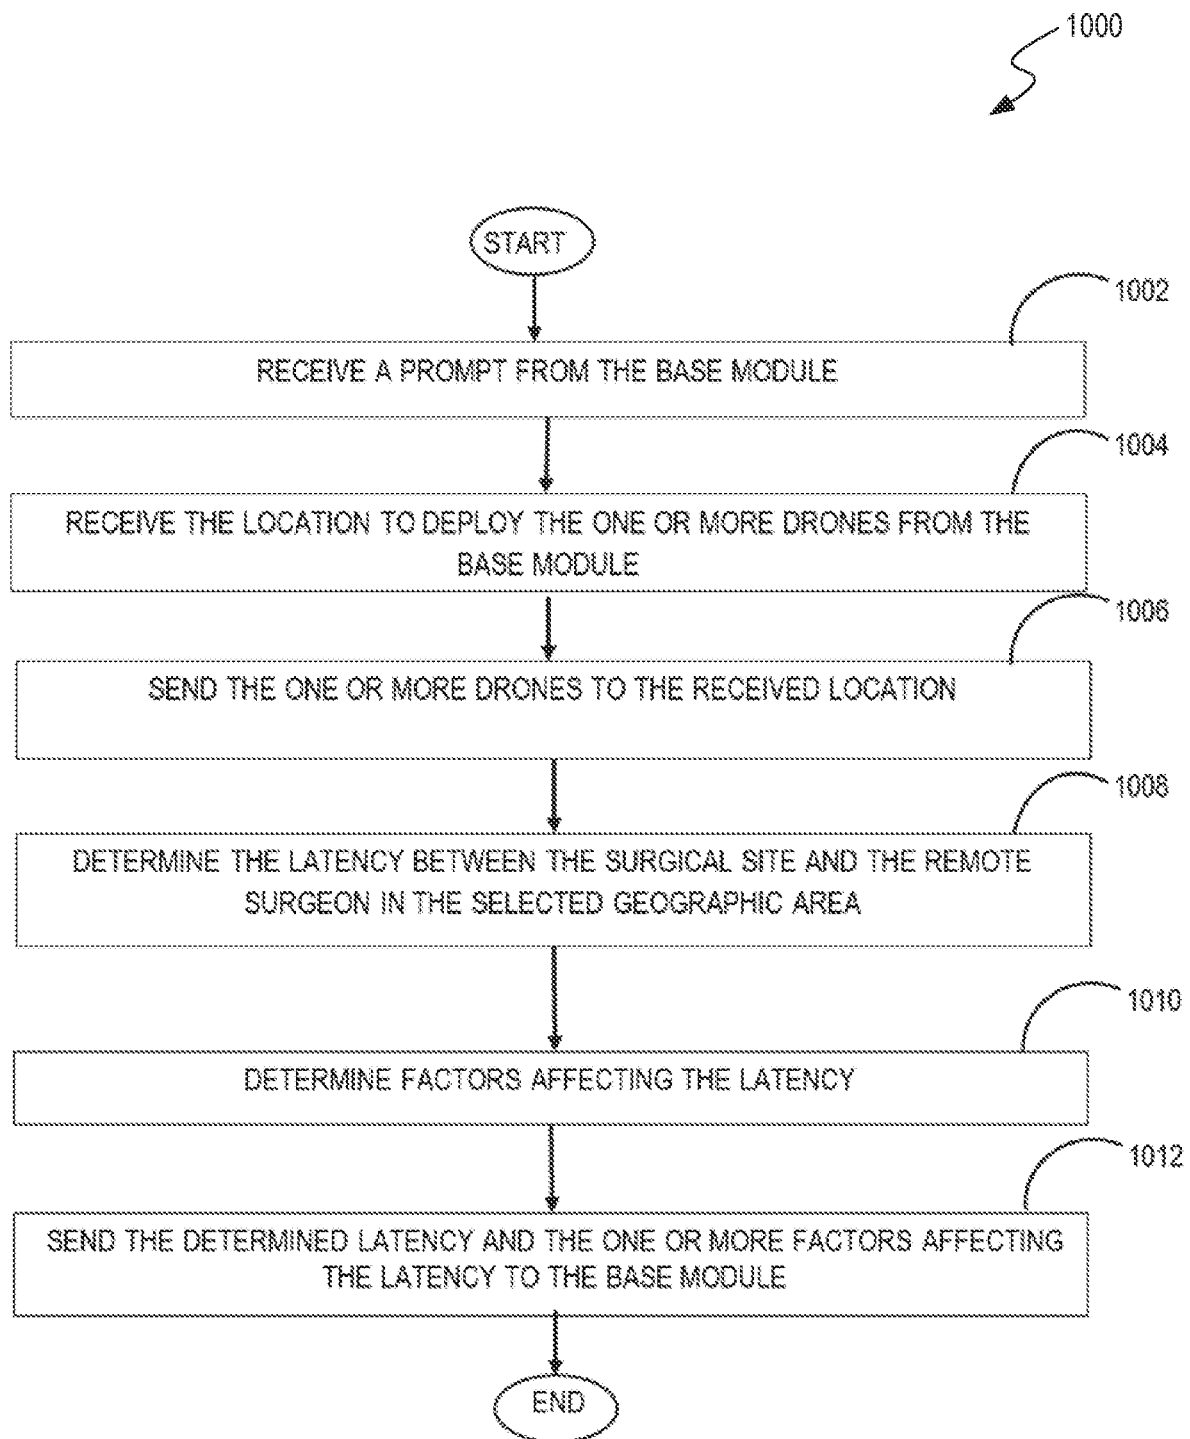 1000
START
1002
RECEIVE A PROMPT FROM THE BASE MODULE
1004
RECEIVE THE LOCATION TO DEPLOY THE ONE OR MORE DRONES FROM THE
BASE MODULE
1006
SEND THE ONE OR MORE DRONES TO THE RECEIVED LOCATION
1008
DETERMINE THE LATENCY BETWEEN THE SURGICAL SITE AND THE REMOTE
SURGEON IN THE SELECTED GEOGRAPHIC AREA
1010
DETERMINE FACTORS AFFECTING THE LATENCY
1012
SEND THE DETERMINED LATENCY AND THE ONE OR MORE FACTORS AFFECTING
THE LATENCY TO THE BASE MODULE
END